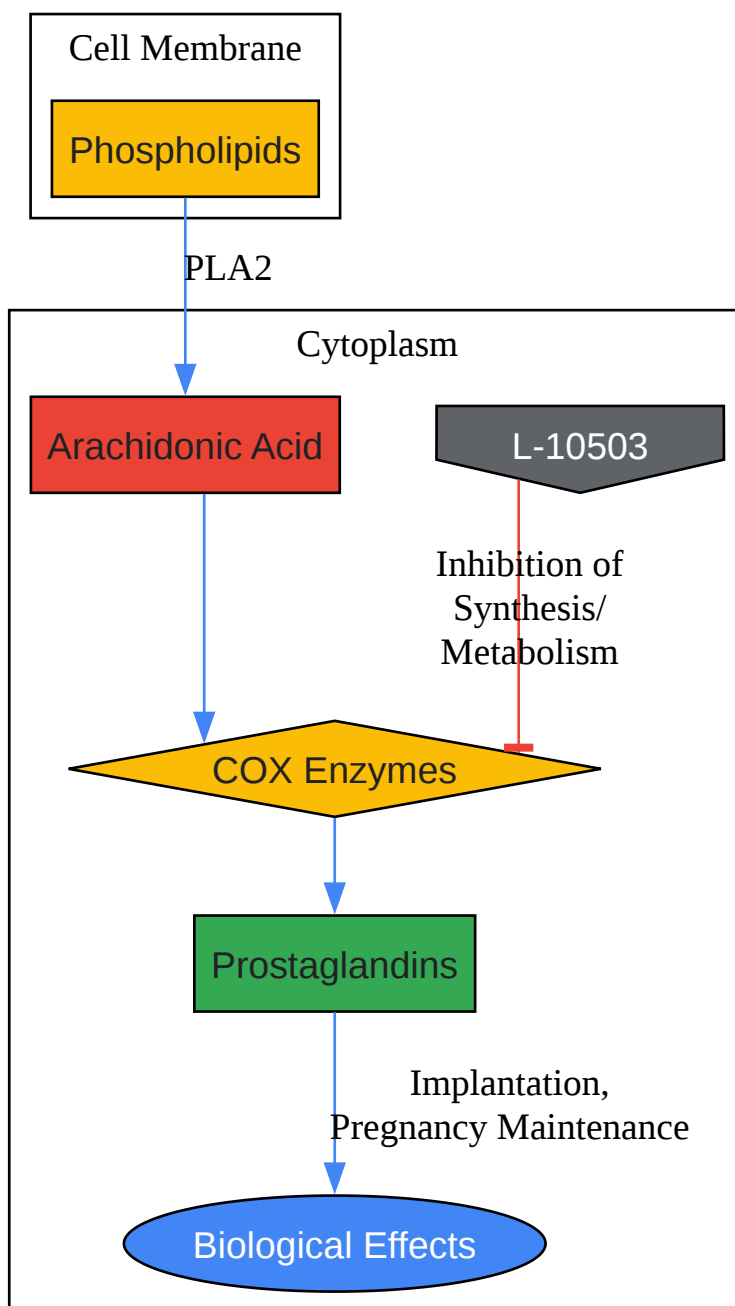 Cell Membrane
Phospholipids
PLA2
Cytoplasm
Arachidonic Acid
L-10503
Inhibition of
Synthesis/
Metabolism
COX Enzymes
Prostaglandins
Implantation,
Pregnancy Maintenance
Biological Effects